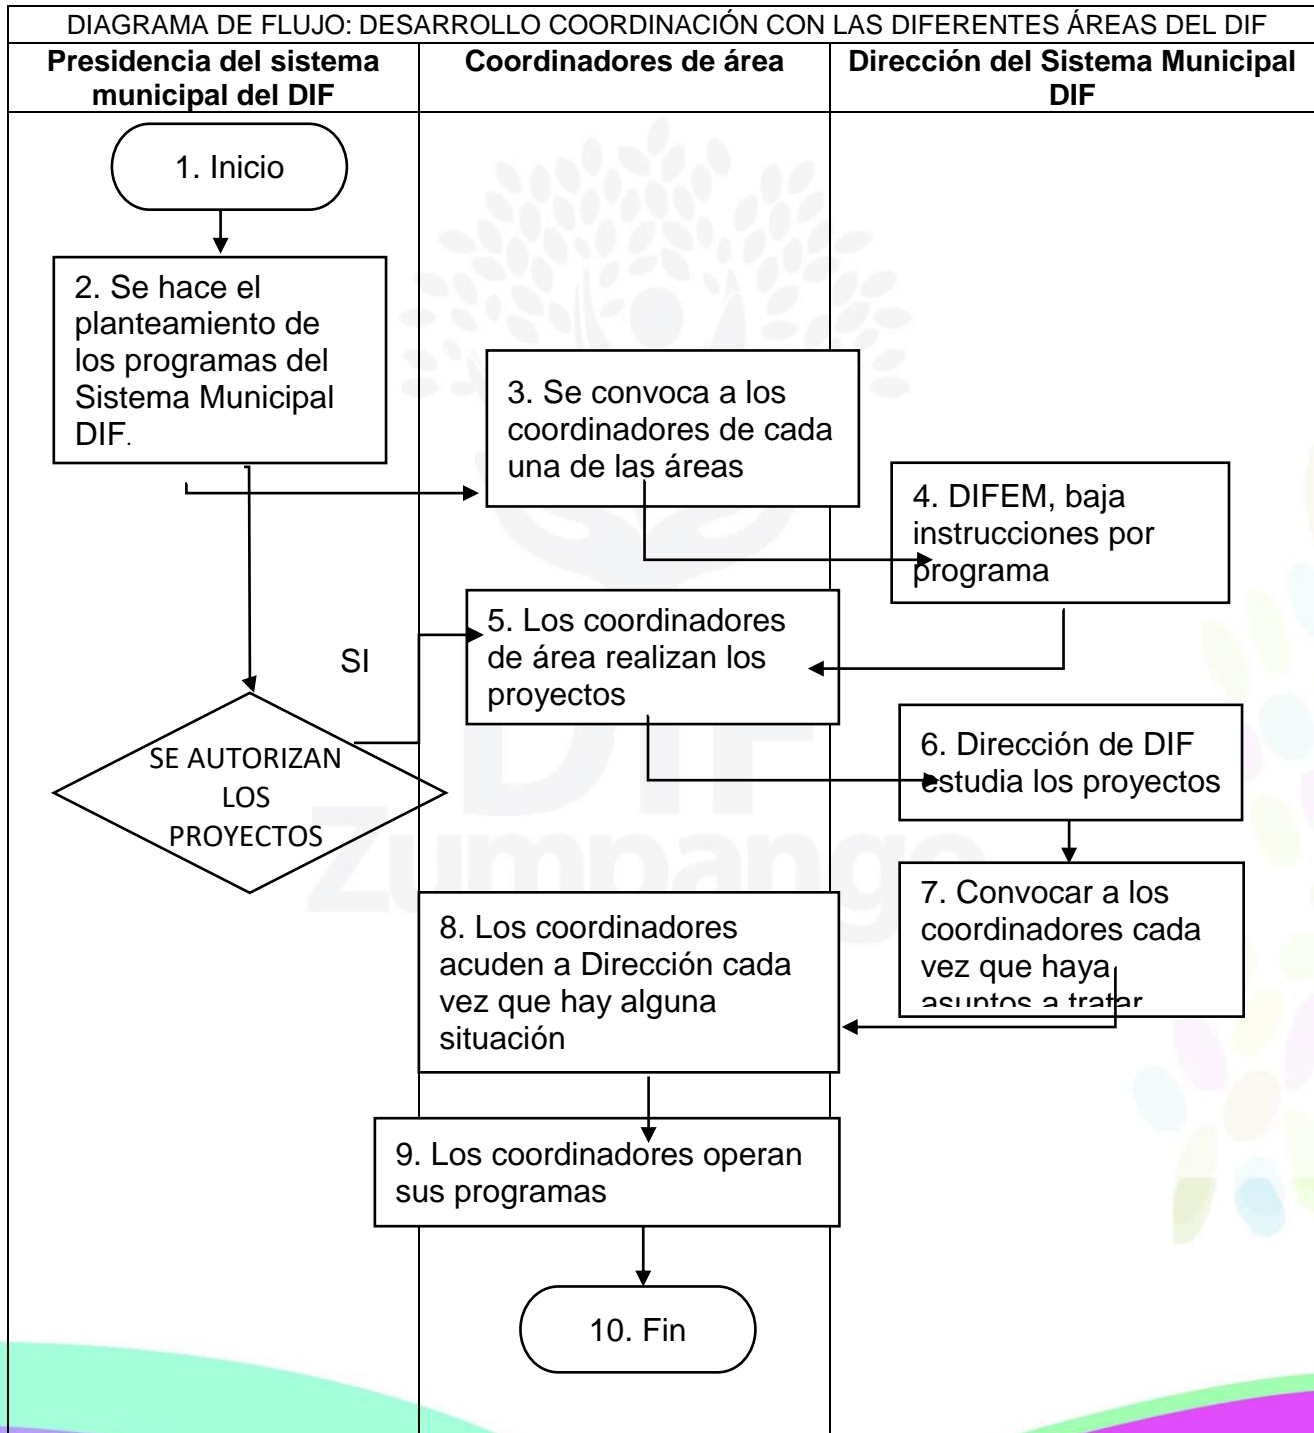 DIAGRAMA DE FLUJO: DESARROLLO COORDINACIÓN CON LAS DIFERENTES ÁREAS DEL DIF
Presidencia del sistema
municipal del DIF
Coordinadores de área
Dirección del Sistema Municipal
DIF
1. Inicio
2. Se hace el
planteamiento de
los programas del
Sistema Municipal
DIF.
3. Se convoca a los
coordinadores de cada
una de las áreas
4. DIFEM, baja
instrucciones por
programa
5. Los coordinadores
de área realizan los
proyectos
SI
SE AUTORIZAN
LOS
PROYECTOS
6. Dirección de DIF
estudia los proyectos
7. Convocar a los
coordinadores cada
vez que haya
asuntos a tratar
8. Los coordinadores
acuden a Dirección cada
vez que hay alguna
situación
9. Los coordinadores operan
sus programas
10. Fin
DIF
Zumpango